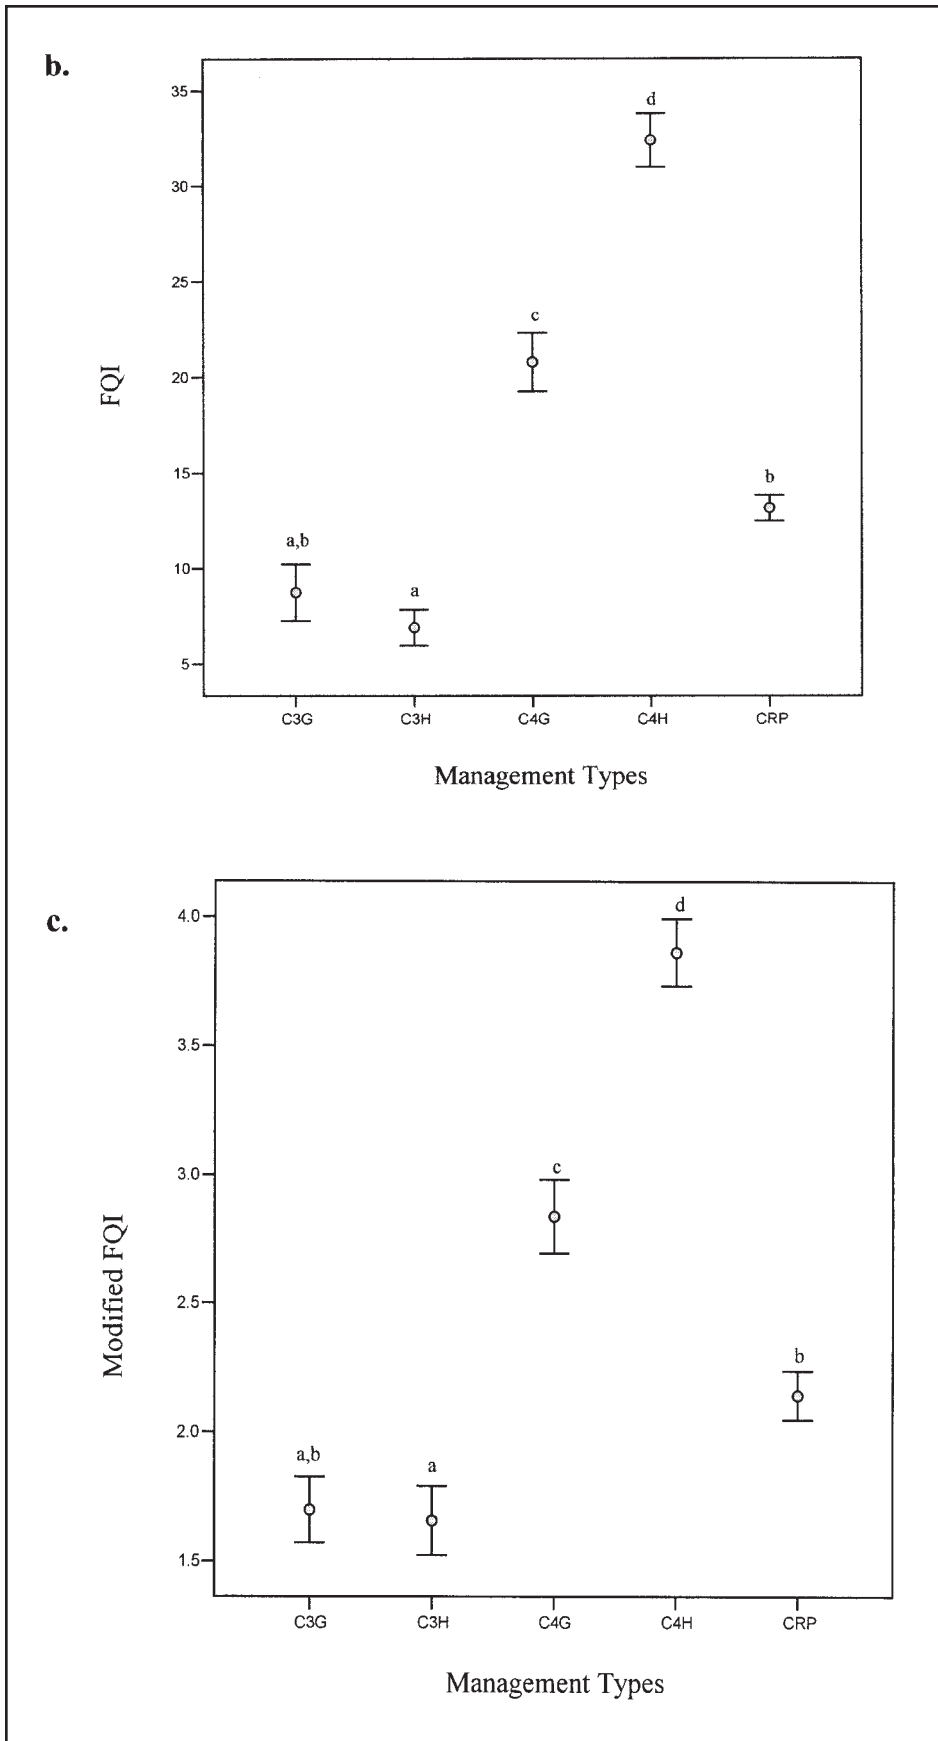 b.
d
35
30
25
c
FQI
20
15
b
a,b
10
a
5
C3G C3H C4G C4H CRP
Management Types
c.
d
4.0
3.5
c
3.0
Modified FQI
2.5
b
2.0
a,b
a
1.5
C3G C3H C4G C4H CRP
Management Types